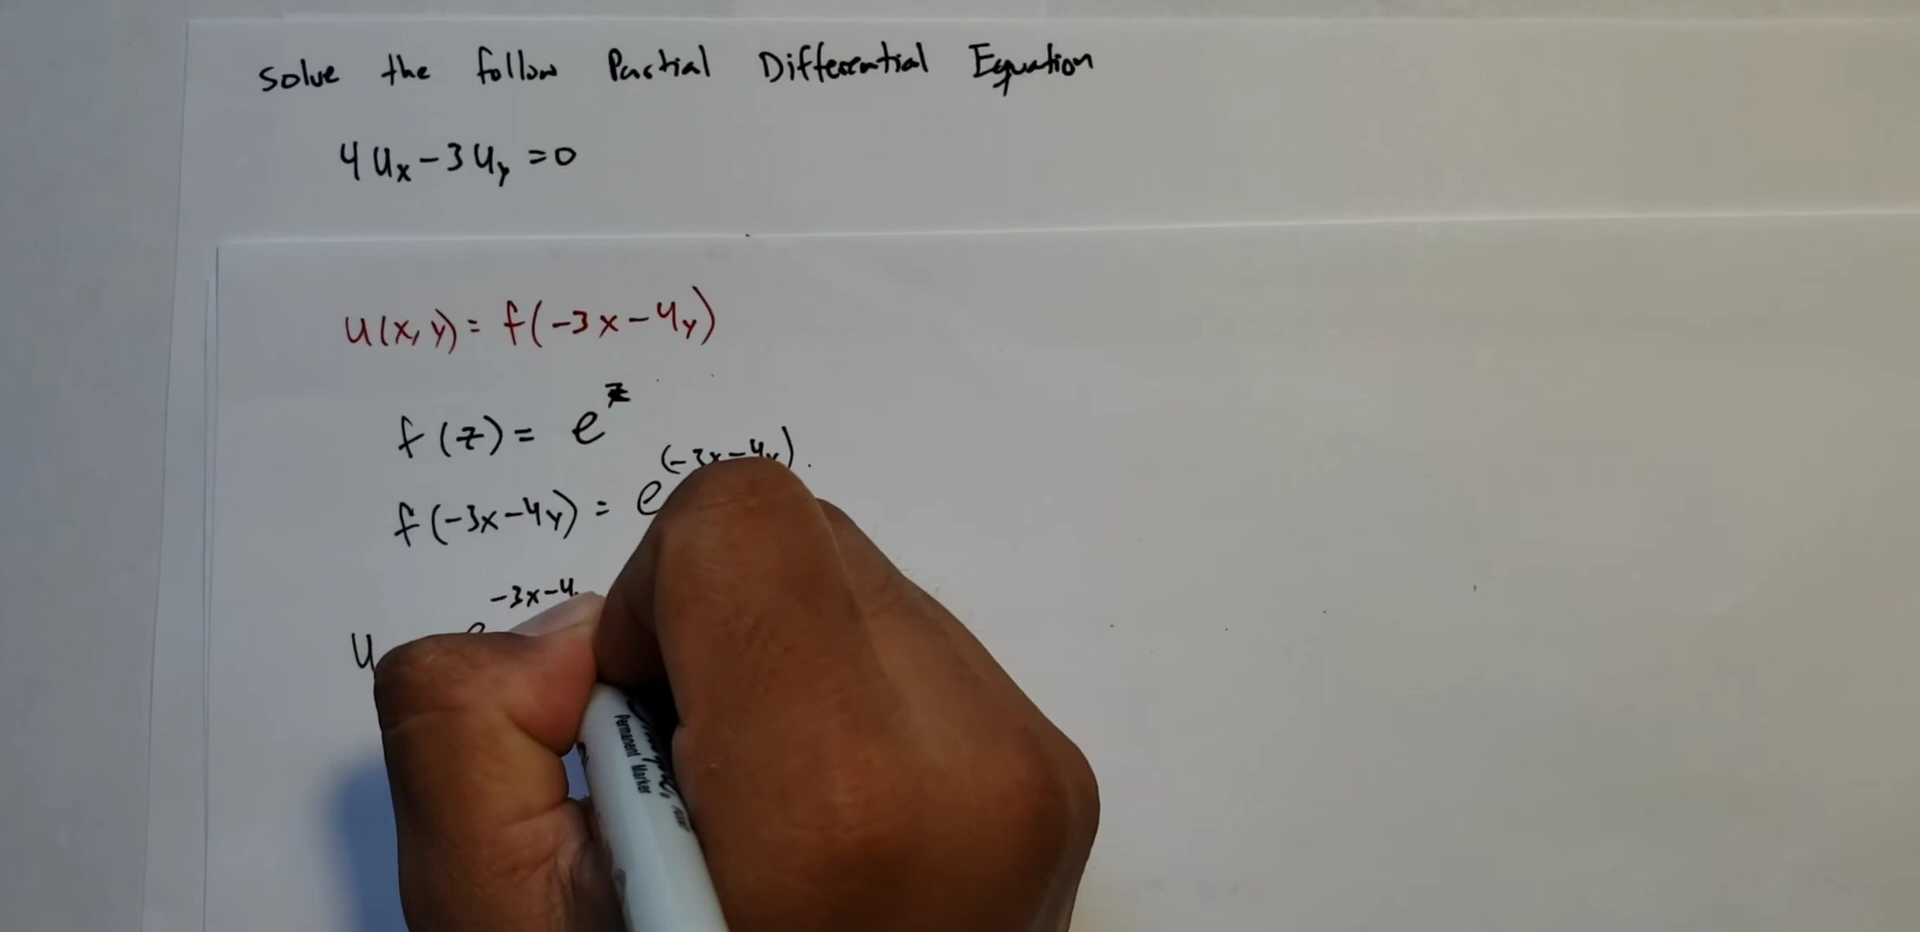 Solve the follow Partial Differential Equation
4Ux-3Uy=0
u(x,y)= f(-3x-4y)
f(z)= e^z
f(-3x-4y) = e^(-3x-4y)
-3x-4
U
Permanent Marker